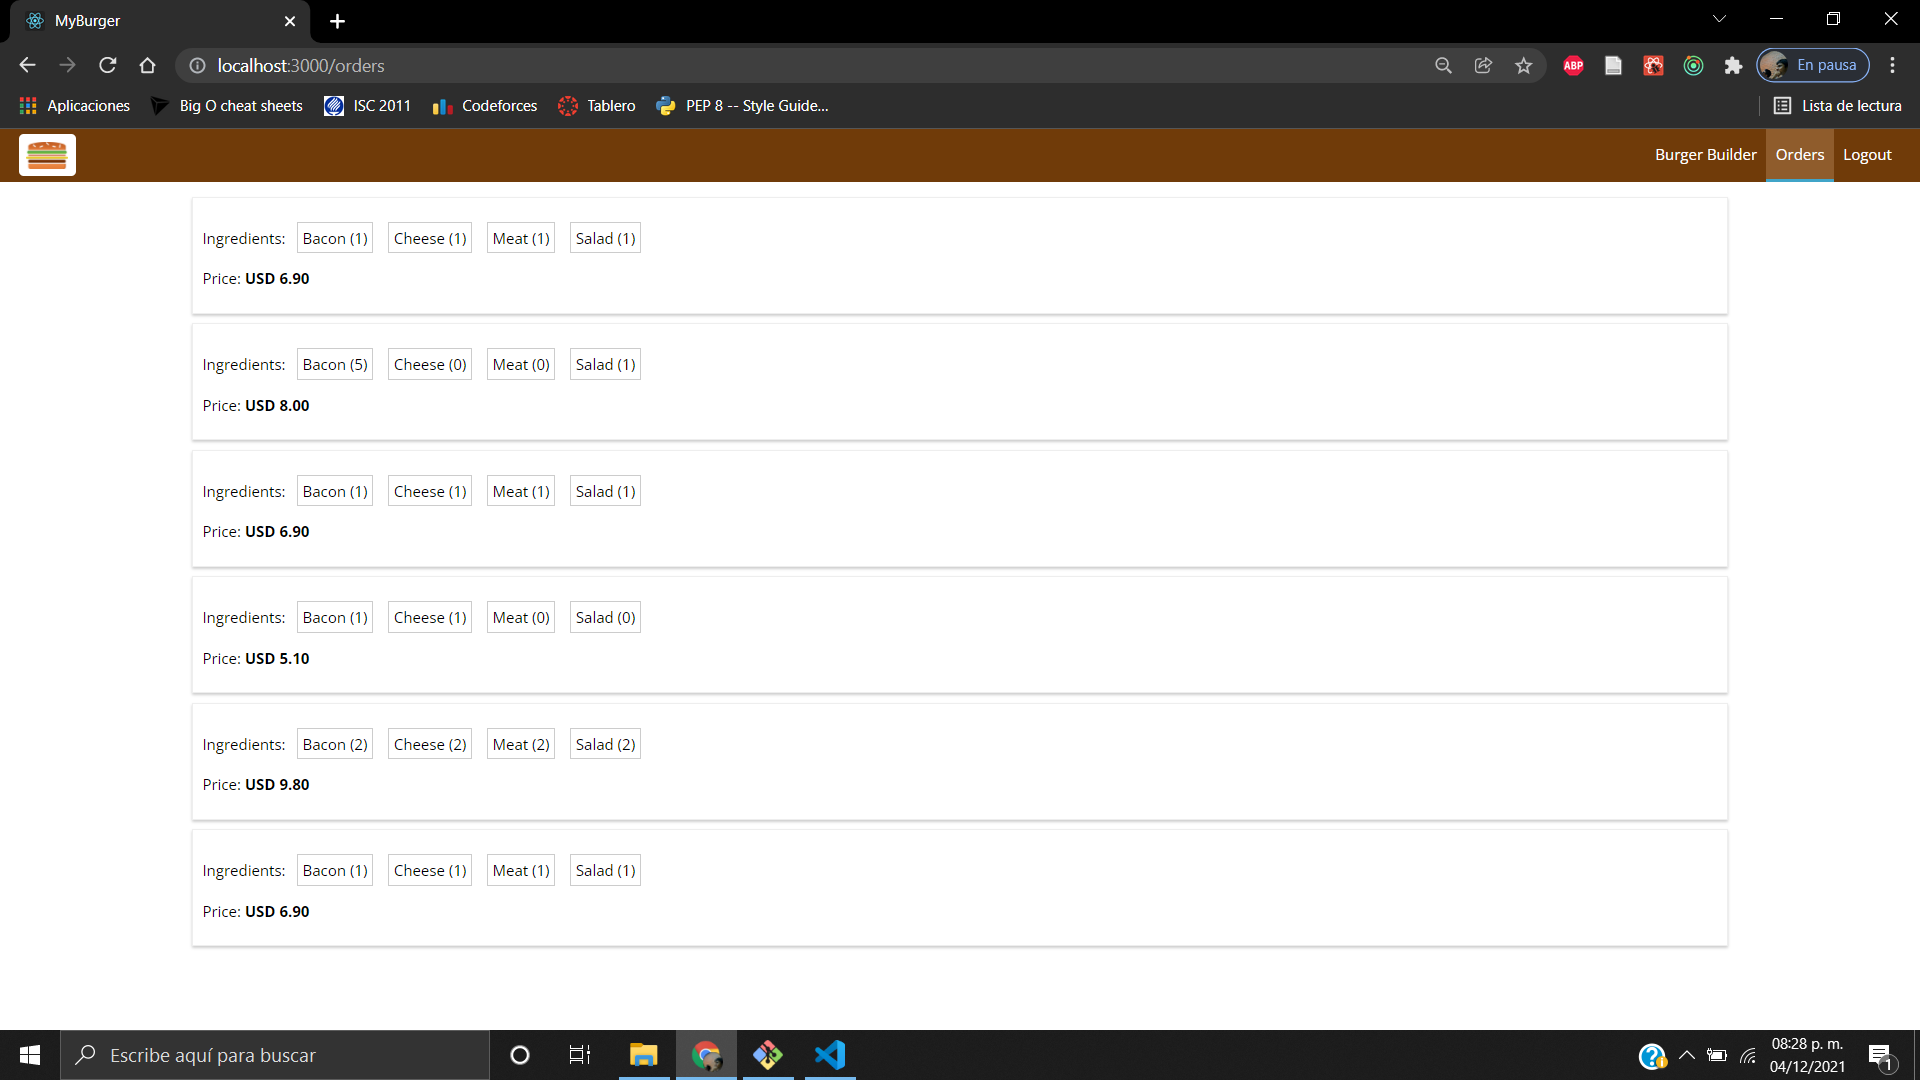 MyBurger
localhost:3000/orders
ABP
En pausa
Aplicaciones Big O cheat sheets ISC 2011 Codeforces Tablero PEP 8 -- Style Guide... Lista de lectura
Burger Builder Orders Logout
Ingredients: Bacon (1) Cheese (1) Meat (1) Salad (1)
Price: USD 6.90
Ingredients: Bacon (5) Cheese (0) Meat (0) Salad (1)
Price: USD 8.00
Ingredients: Bacon (1) Cheese (1) Meat (1) Salad (1)
Price: USD 6.90
Ingredients: Bacon (1) Cheese (1) Meat (0) Salad (0)
Price: USD 5.10
Ingredients: Bacon (2) Cheese (2) Meat (2) Salad (2)
Price: USD 9.80
Ingredients: Bacon (1) Cheese (1) Meat (1) Salad (1)
Price: USD 6.90
Escribe aquí para buscar
08:28 p. m.
04/12/2021
1